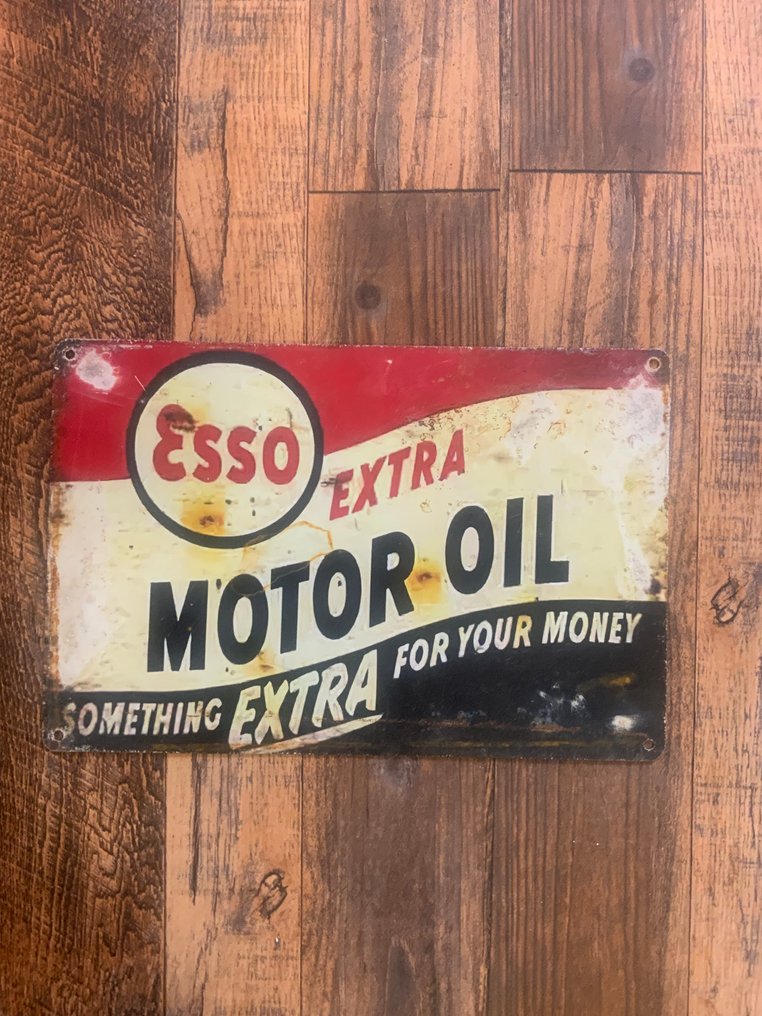 Esso
EXTRA
MOTOR OIL
SOMETHING EXTRA FOR YOUR MONEY